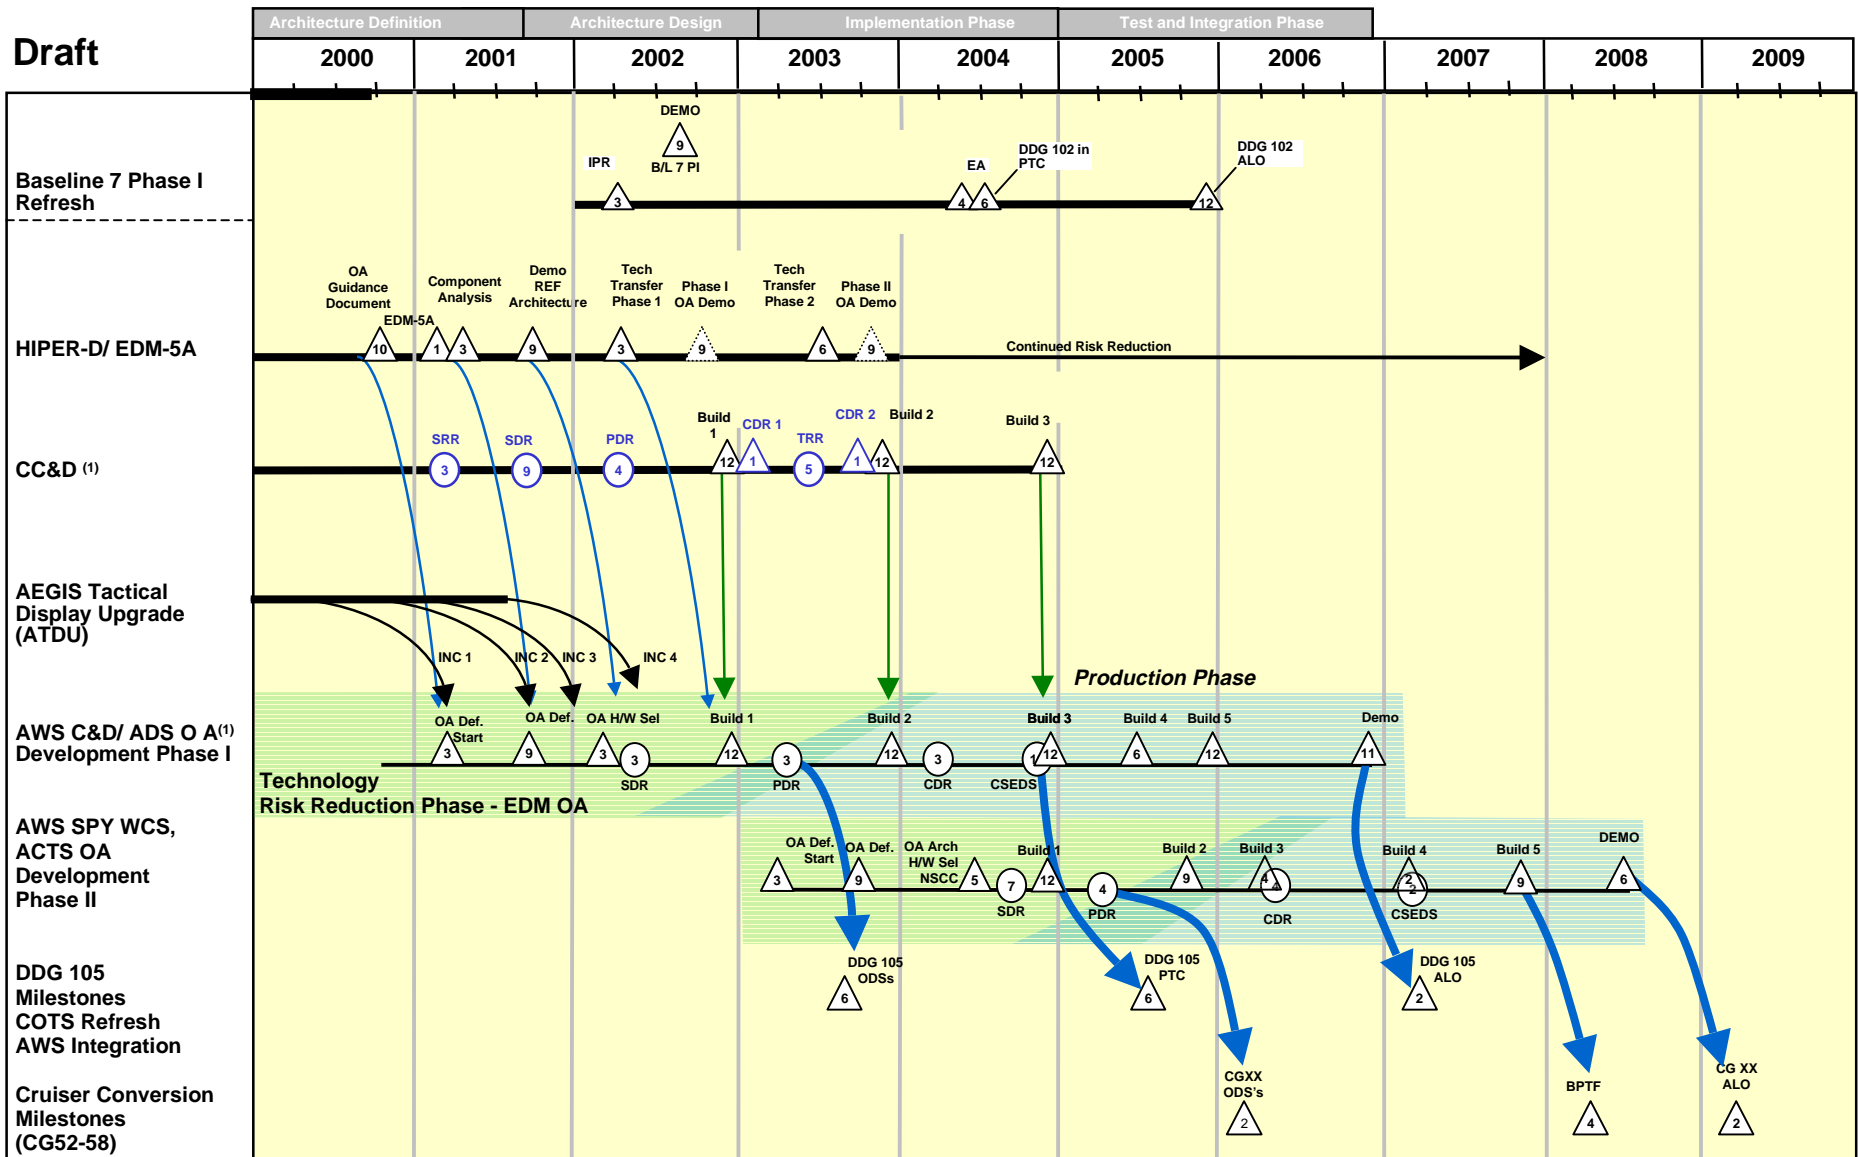 Architecture Definition
Architecture Design
Implementation Phase
Test and Integration Phase
Draft
2000
2001
2002
2003
2004
2005
2006
2007
2008
2009
Baseline 7 Phase I
Refresh
DEMO
9
B/L 7 PI
IPR
3
EA
4
6
DDG 102 in
PTC
DDG 102
ALO
12
HIPER-D/ EDM-5A
OA
Guidance
Document
10
EDM-5A
1
Component
Analysis
3
Demo
REF
Architecture
9
Tech
Transfer
Phase 1
3
Phase I
OA Demo
9
Tech
Transfer
Phase 2
6
Phase II
OA Demo
9
Continued Risk Reduction
CC&D (1)
SRR
3
SDR
9
PDR
4
Build
1
12
CDR 1
1
TRR
5
CDR 2
1
Build 2
12
Build 3
12
AEGIS Tactical
Display Upgrade
(ATDU)
INC 1
INC 2
INC 3
INC 4
Production Phase
AWS C&D/ ADS O A(1)
Development Phase I
OA Def.
Start
3
OA Def.
9
OA H/W Sel
3
3
SDR
Build 1
12
3
PDR
Build 2
12
3
CDR
Build 3
1
12
CSEDS
Build 4
6
Build 5
12
Demo
11
Technology
Risk Reduction Phase - EDM OA
AWS SPY WCS,
ACTS OA
Development
Phase II
OA Def.
Start
3
OA Def.
9
OA Arch
H/W Sel
NSCC
5
7
SDR
Build 1
12
4
PDR
Build 2
9
Build 3
4
4
CDR
Build 4
2
2
CSEDS
Build 5
9
DEMO
6
DDG 105
Milestones
COTS Refresh
AWS Integration
DDG 105
ODSs
6
DDG 105
PTC
6
DDG 105
ALO
2
Cruiser Conversion
Milestones
(CG52-58)
CGXX
ODS's
2
BPTF
4
CG XX
ALO
2